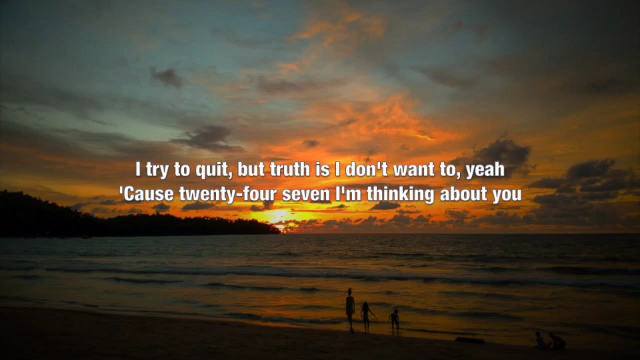 I try to quit, but truth is I don't want to, yeah
'Cause twenty-four seven I'm thinking about you